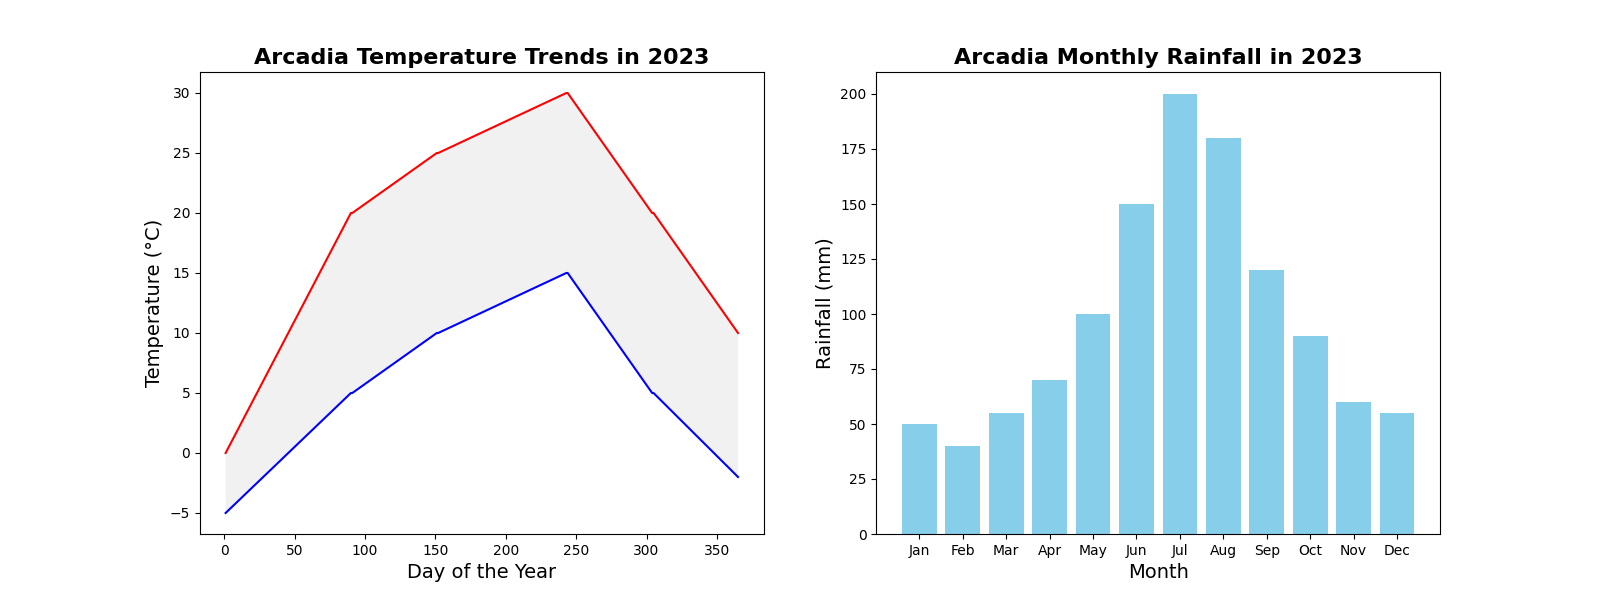 Arcadia Temperature Trends in 2023
30
25
20
15
10
5
0
−5
Temperature (°C)
0 50 100 150 200 250 300 350
Day of the Year
Arcadia Monthly Rainfall in 2023
200
175
150
125
100
75
50
25
0
Rainfall (mm)
Jan Feb Mar Apr May Jun Jul Aug Sep Oct Nov Dec
Month